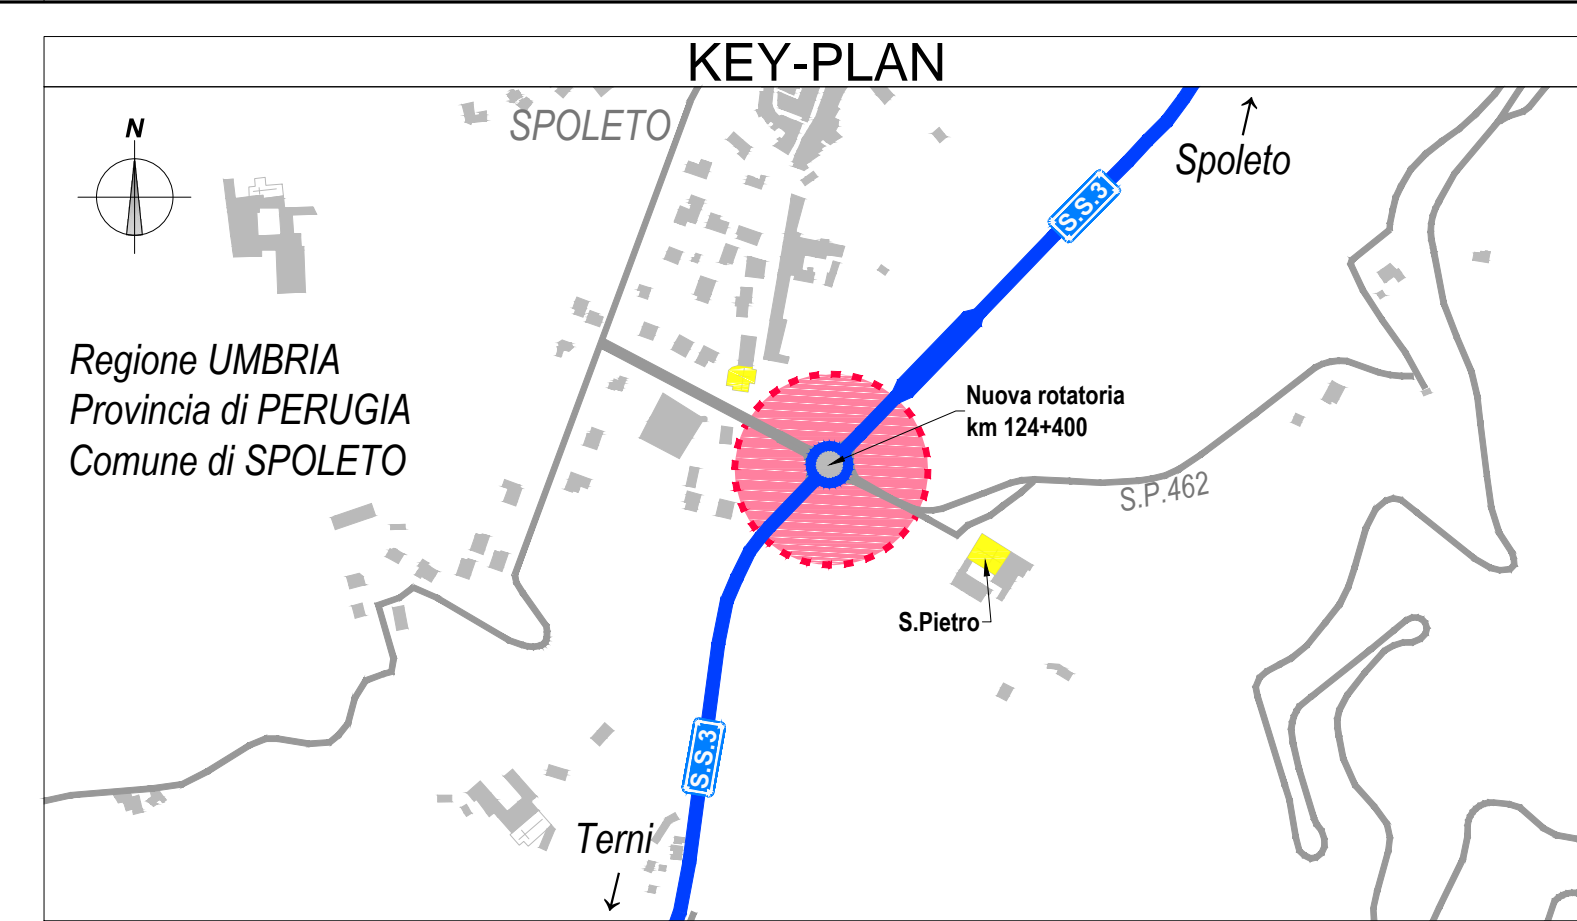 KEY-PLAN
N
SPOLETO
Spoleto
S.S.3
Regione UMBRIA
Provincia di PERUGIA
Comune di SPOLETO
Nuova rotatoria
km 124+400
S.P.462
S.Pietro
S.S.3
Terni